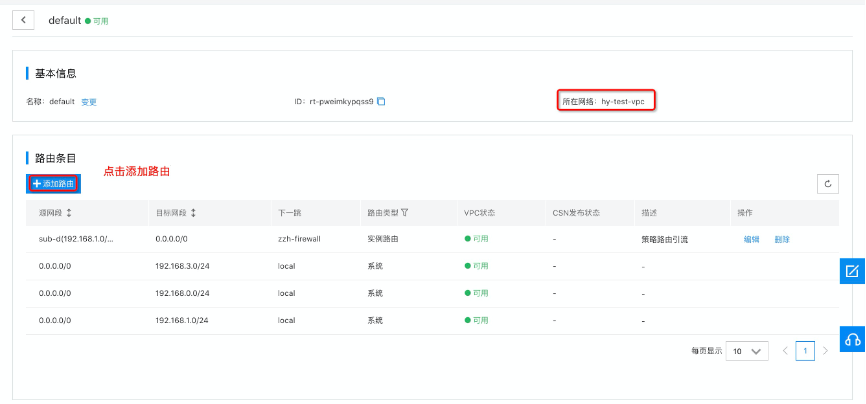 default 可用
基本信息
名称：default 变更 ID：rt-pweimkypqss9 所在网络：hy-test-vpc
路由条目
点击添加路由
添加路由
源网段 目标网段 下一跳 路由类型 VPC状态 CSN发布状态 描述 操作
sub-d(192.168.1.0/... 0.0.0.0/0 zzh-firewall 实例路由 可用 - 策略路由引流 编辑 删除
0.0.0.0/0 192.168.3.0/24 local 系统 可用 - -
0.0.0.0/0 192.168.0.0/24 local 系统 可用 - -
0.0.0.0/0 192.168.1.0/24 local 系统 可用 - -
每页显示 10 1